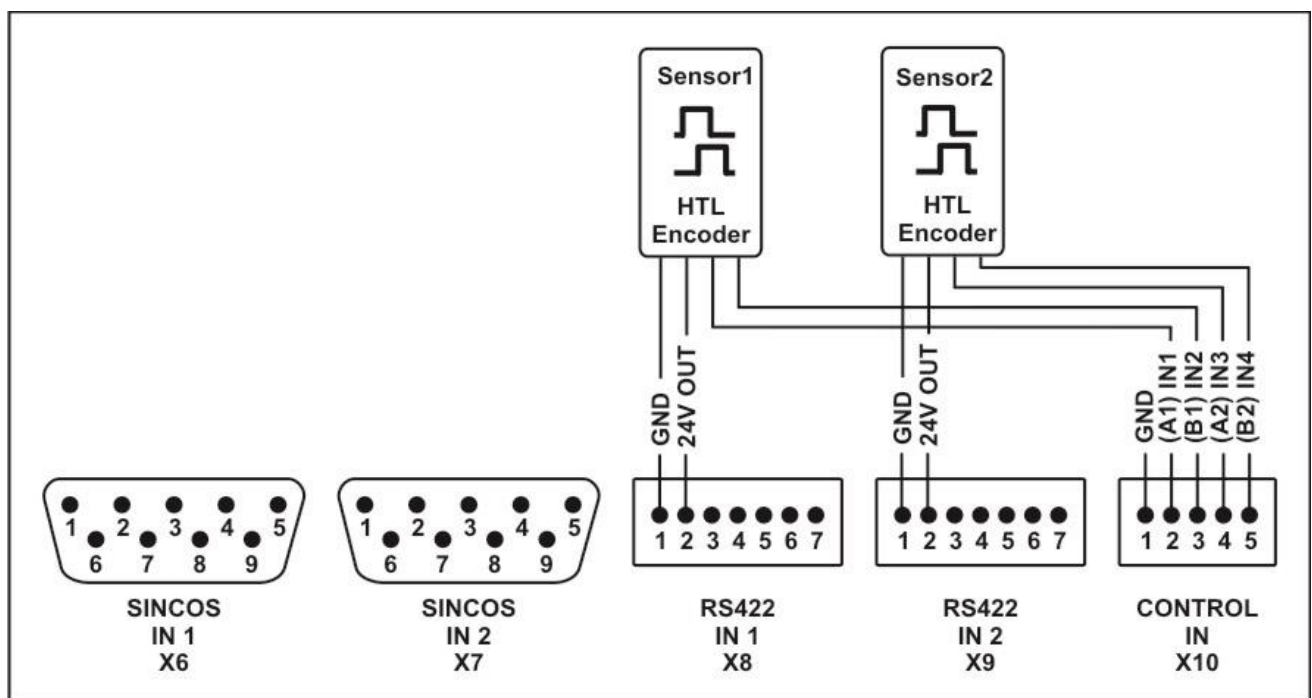 Sensor1
HTL
Encoder
Sensor2
HTL
Encoder
GND
24V OUT
GND
24V OUT
GND
(A1) IN1
(B1) IN2
(A2) IN3
(B2) IN4
1 2 3 4 5
6 7 8 9
SINCOS
IN 1
X6
1 2 3 4 5
6 7 8 9
SINCOS
IN 2
X7
1 2 3 4 5 6 7
RS422
IN 1
X8
1 2 3 4 5 6 7
RS422
IN 2
X9
1 2 3 4 5
CONTROL
IN
X10